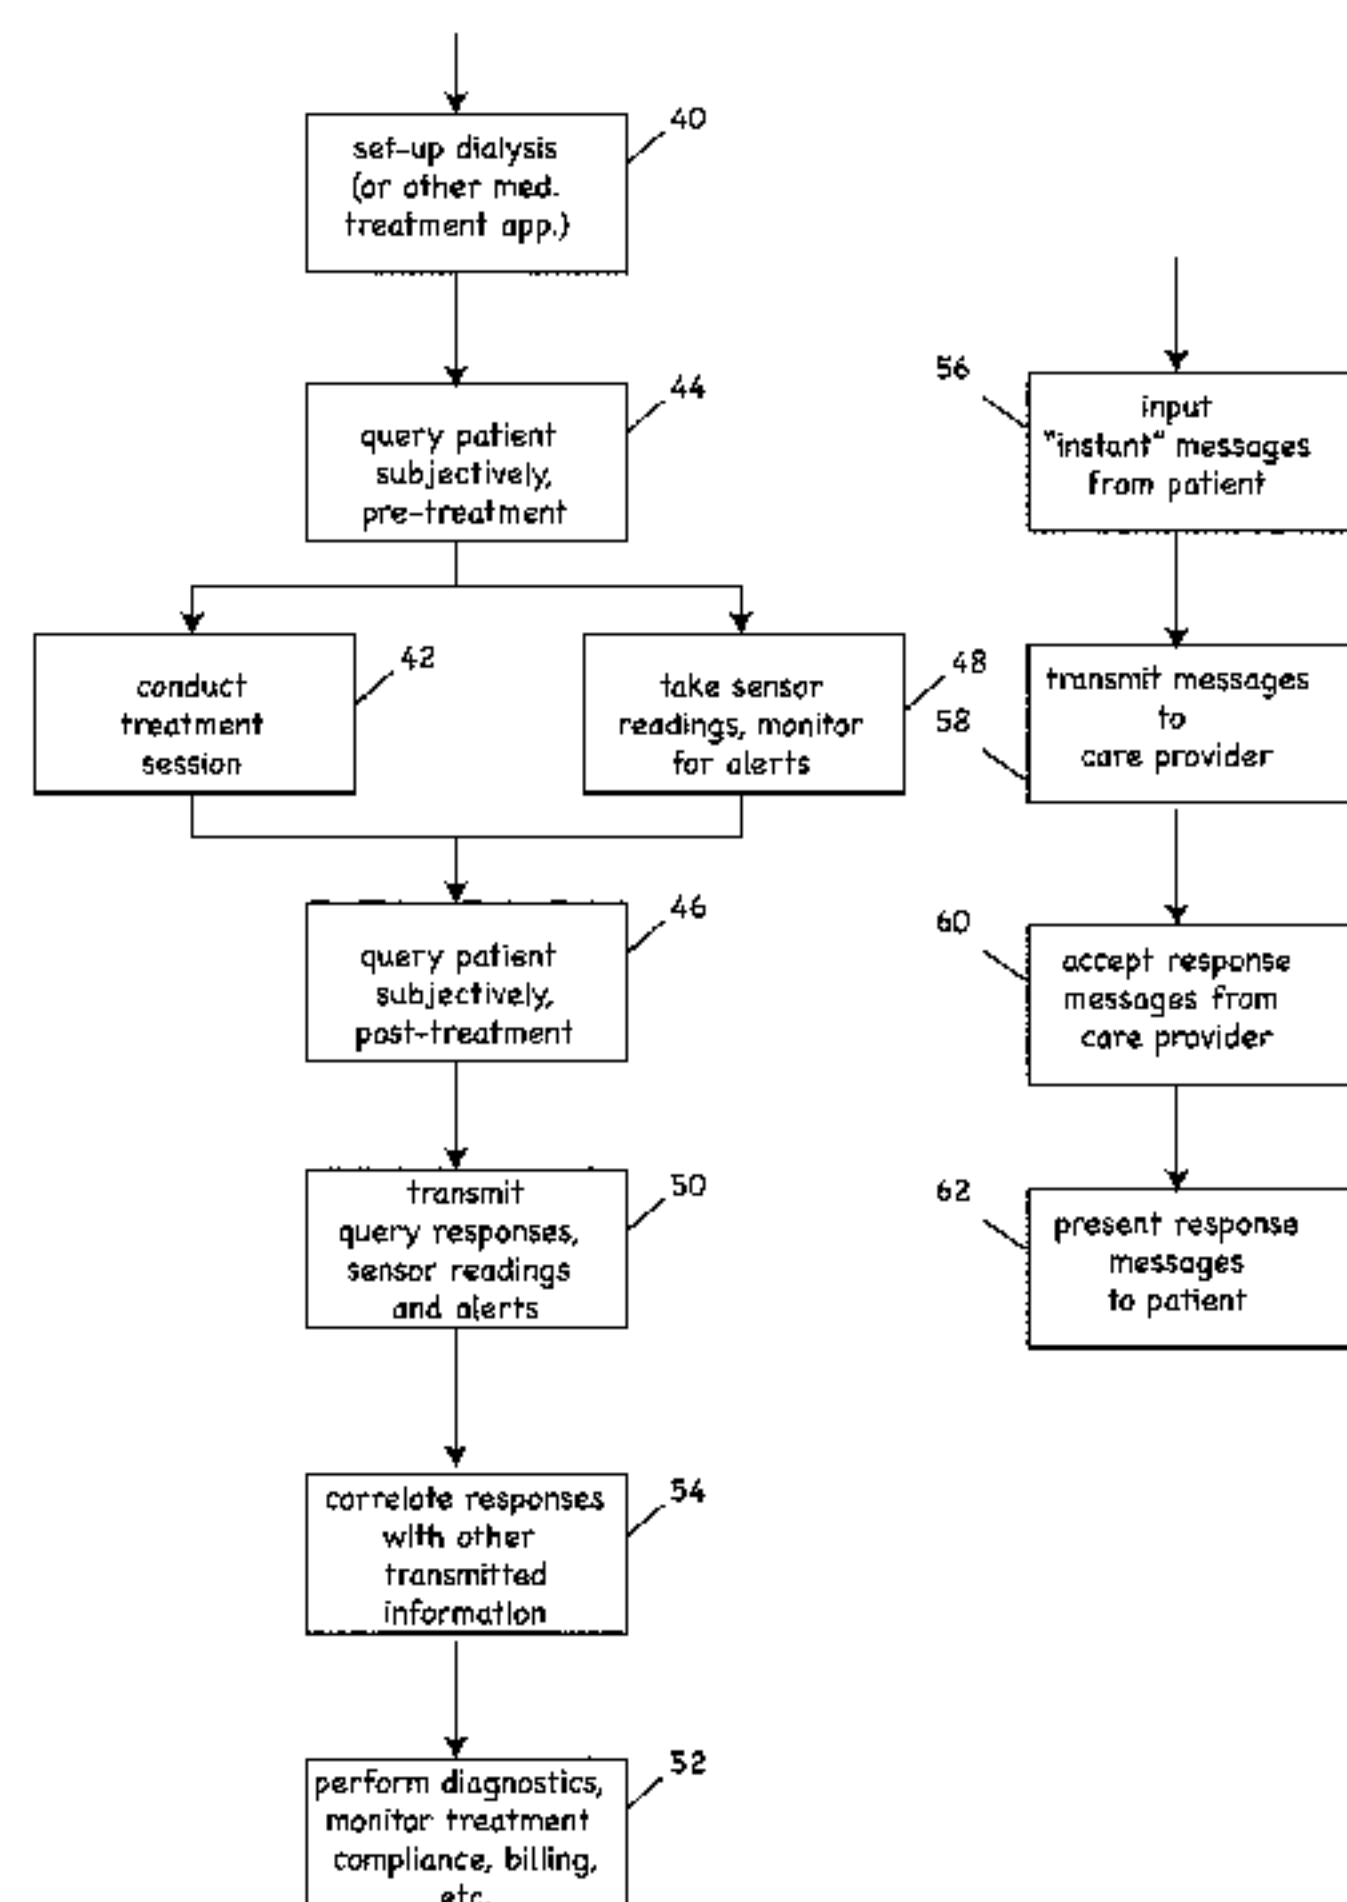 40
set-up dialysis
(or other med.
treatment app.)
44
query patient
subjectively,
pre-treatment
42
conduct
treatment
session
48
take sensor
readings, monitor
for alerts
46
query patient
subjectively,
post-treatment
50
transmit
query responses,
sensor readings
and alerts
54
correlate responses
with other
transmitted
information
52
perform diagnostics,
monitor treatment
compliance, billing,
etc.
56
input
"instant" messages
from patient
58
transmit messages
to
care provider
60
accept response
messages from
care provider
62
present response
messages
to patient